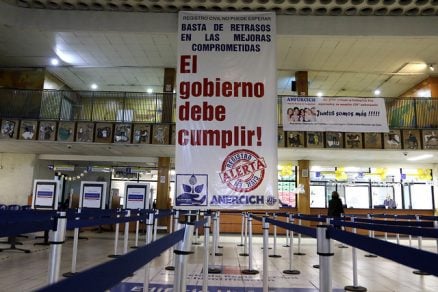 REGISTRO CIVIL NO PUEDE ESPERAR
BASTA DE RETRASOS
EN LAS MEJORAS
COMPROMETIDAS
El
gobierno
debe
cumplir!
ALERTA
ANERCICH
ANERCICH
Juntos somos más !!!!